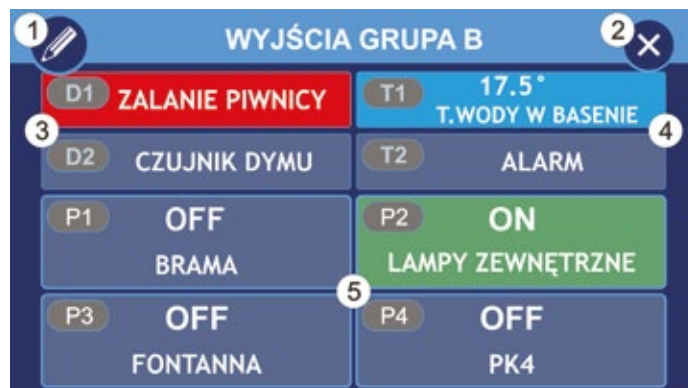 1 WYJŚCIA GRUPA B 2
D1 ZALANIE PIWNICY
T1 17.5°
T.WODY W BASENIE
3
4
D2 CZUJNIK DYMU
T2 ALARM
P1 OFF
BRAMA
P2 ON
LAMPY ZEWNĘTRZNE
5
P3 OFF
FONTANNA
P4 OFF
PK4